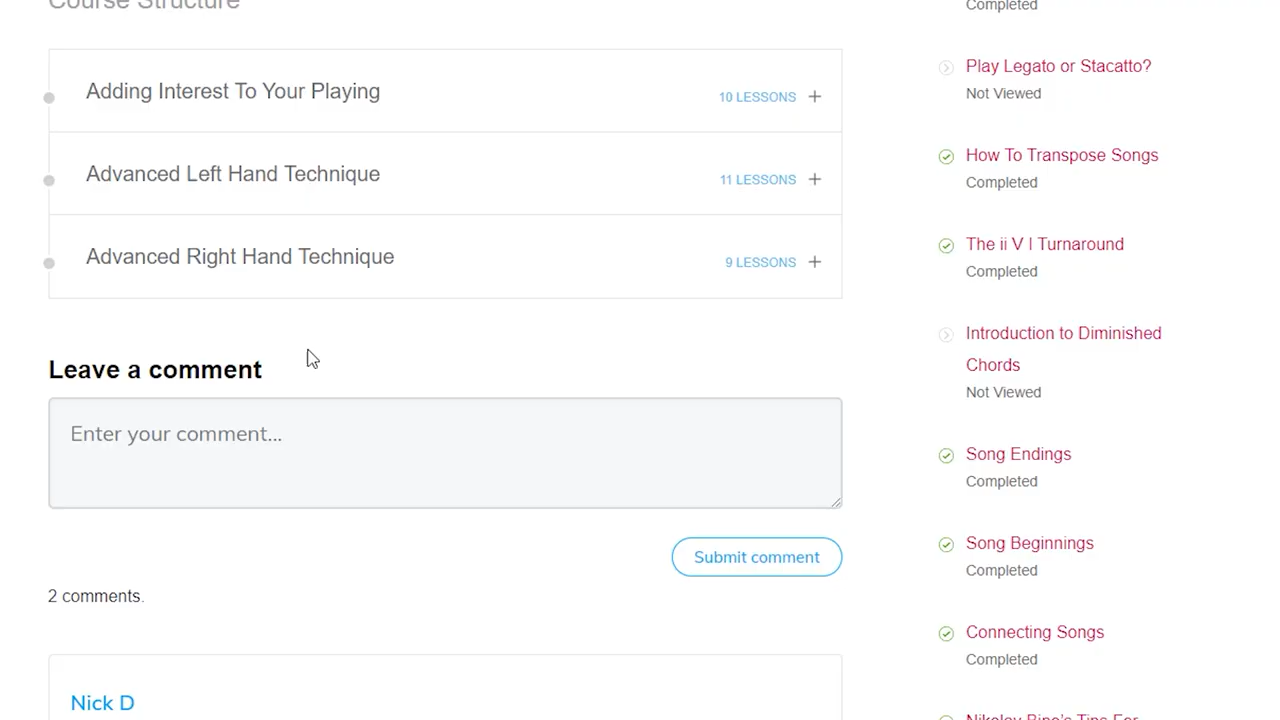 Course Structure
Adding Interest To Your Playing
10 LESSONS
Advanced Left Hand Technique
11 LESSONS
Advanced Right Hand Technique
9 LESSONS
Leave a comment
Enter your comment...
Submit comment
2 comments.
Nick D
Completed
Play Legato or Stacatto?
Not Viewed
How To Transpose Songs
Completed
The ii V I Turnaround
Completed
Introduction to Diminished
Chords
Not Viewed
Song Endings
Completed
Song Beginnings
Completed
Connecting Songs
Completed
Tips For